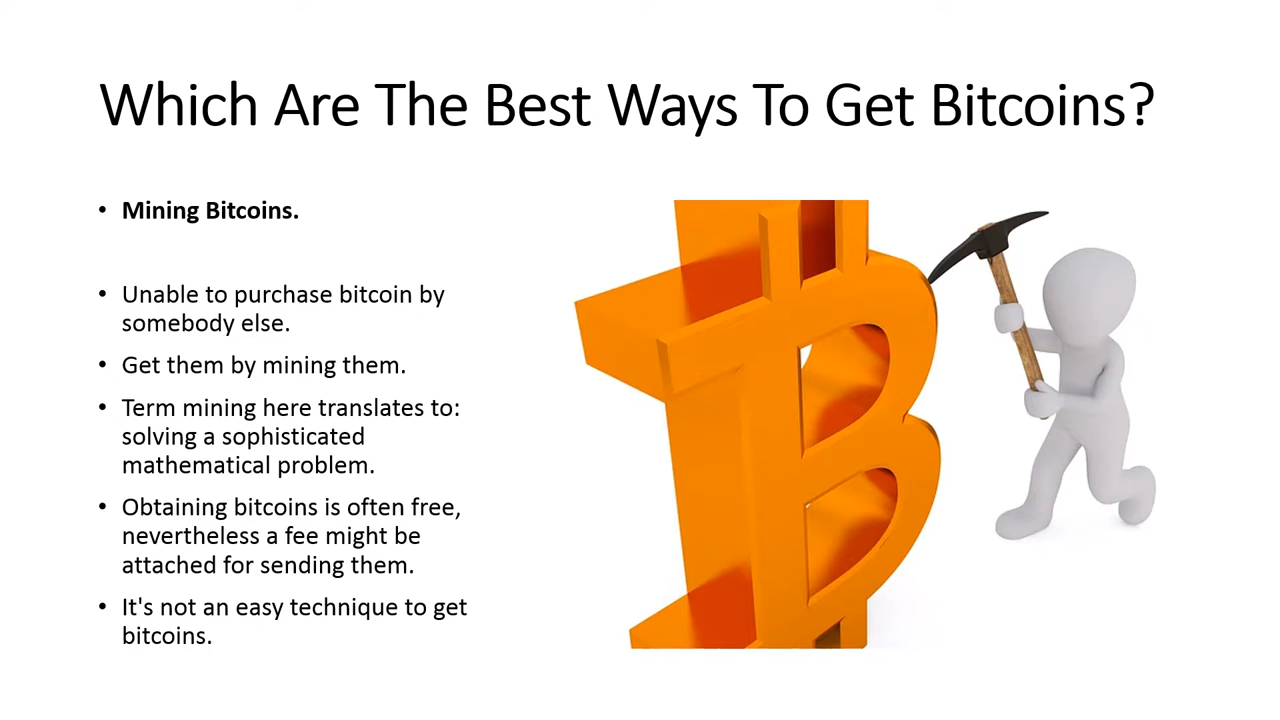 Which Are The Best Ways To Get Bitcoins?
• Mining Bitcoins.
• Unable to purchase bitcoin by
somebody else.
• Get them by mining them.
• Term mining here translates to:
solving a sophisticated
mathematical problem.
• Obtaining bitcoins is often free,
nevertheless a fee might be
attached for sending them.
• It's not an easy technique to get
bitcoins.